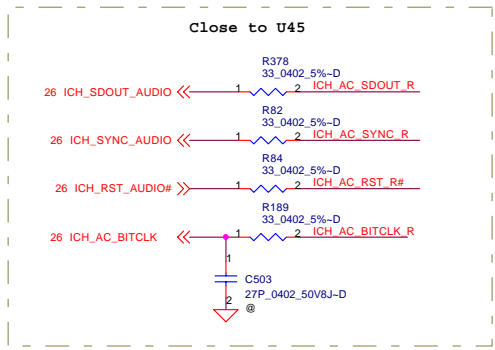 Close to U45
R378
33_0402_5%~D
26 ICH_SDOUT_AUDIO 1 2 ICH_AC_SDOUT_R
R82
33_0402_5%~D
26 ICH_SYNC_AUDIO 1 2 ICH_AC_SYNC_R
R84
33_0402_5%~D
26 ICH_RST_AUDIO# 1 2 ICH_AC_RST_R#
R189
33_0402_5%~D
26 ICH_AC_BITCLK 1 2 ICH_AC_BITCLK_R
1
C503
27P_0402_50V8J~D
2
@